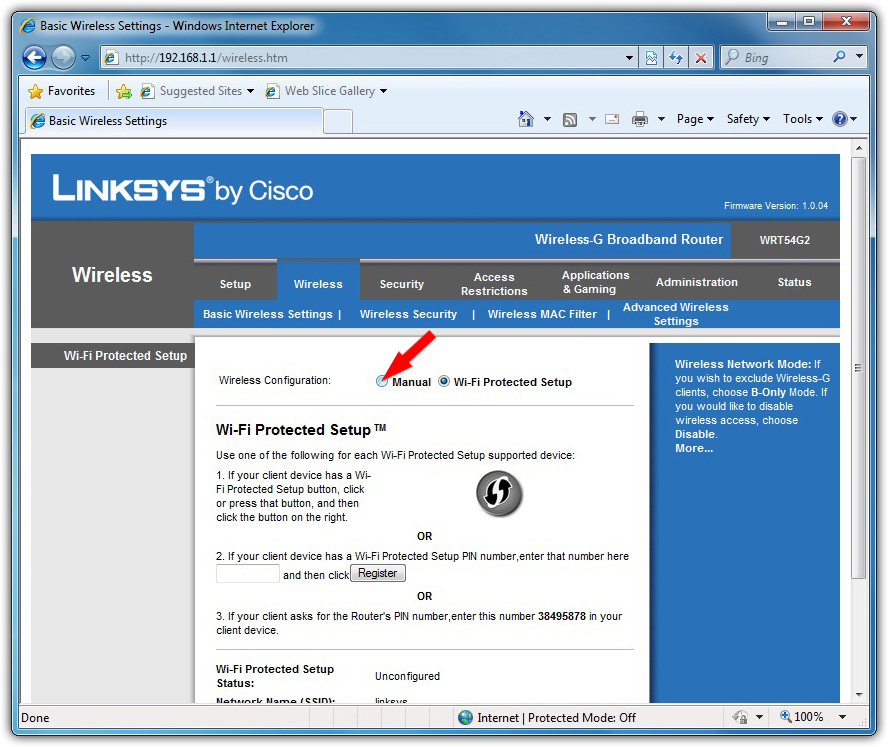 Basic Wireless Settings - Windows Internet Explorer
http://192.168.1.1/wireless.htm
Bing
Favorites
Suggested Sites
Web Slice Gallery
Basic Wireless Settings
Page
Safety
Tools
LINKSYS® by Cisco
Firmware Version: 1.0.04
Wireless-G Broadband Router
WRT54G2
Wireless
Setup
Wireless
Security
Access
Restrictions
Applications
& Gaming
Administration
Status
Basic Wireless Settings |
Wireless Security |
Wireless MAC Filter |
Advanced Wireless
Settings
Wi-Fi Protected Setup
Wireless Configuration:
Manual
Wi-Fi Protected Setup
Wi-Fi Protected Setup™
Use one of the following for each Wi-Fi Protected Setup supported device:
1. If your client device has a Wi-
Fi Protected Setup button, click
or press that button, and then
click the button on the right.
OR
2. If your client device has a Wi-Fi Protected Setup PIN number,enter that number here
and then click Register
OR
3. If your client asks for the Router's PIN number,enter this number 38495878 in your
client device.
Wi-Fi Protected Setup
Status:
Unconfigured
Network Name (SSID):
linksys
Wireless Network Mode: If
you wish to exclude Wireless-G
clients, choose B-Only Mode. If
you would like to disable
wireless access, choose
Disable.
More...
Done
Internet | Protected Mode: Off
100%